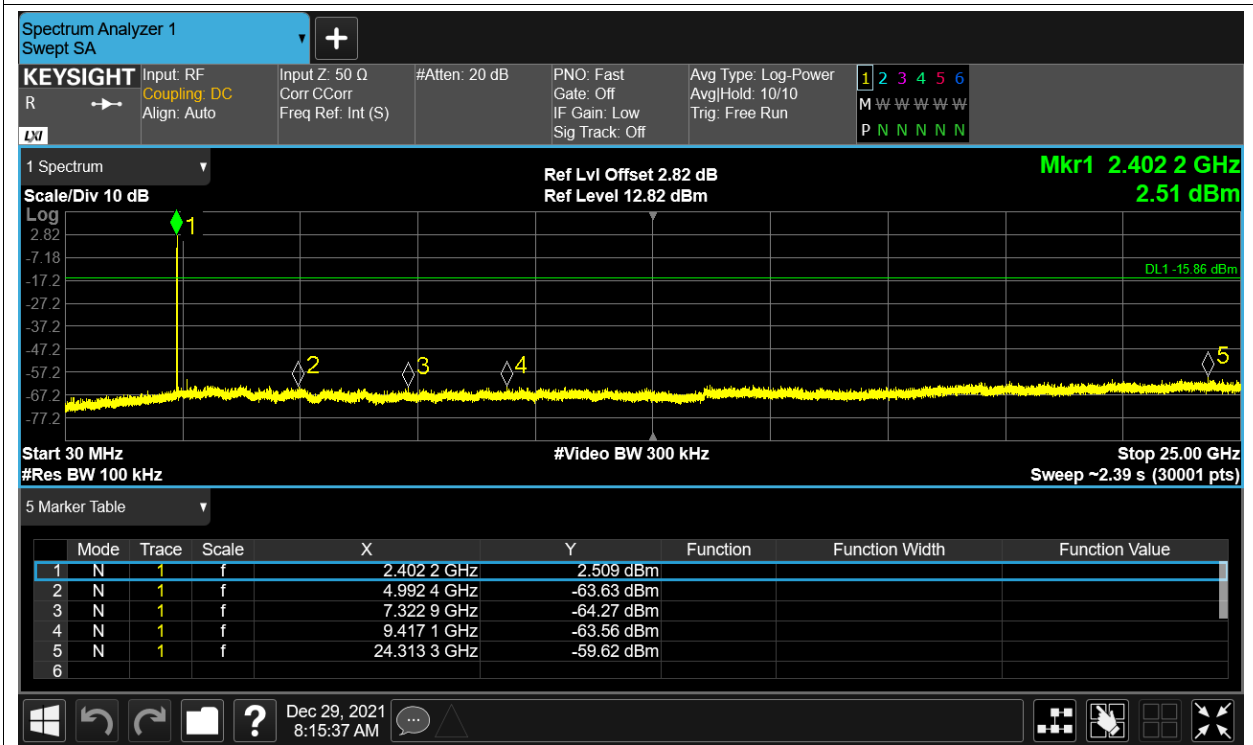 Spectrum Analyzer 1
Swept SA
KEYSIGHT
R
LXI
Input: RF
Coupling: DC
Align: Auto
Input Z: 50 Ω
Corr CCorr
Freq Ref: Int (S)
#Atten: 20 dB
PNO: Fast
Gate: Off
IF Gain: Low
Sig Track: Off
Avg Type: Log-Power
Avg|Hold: 10/10
Trig: Free Run
1 2 3 4 5 6
M W W W W W
P N N N N N
1 Spectrum
Scale/Div 10 dB
Ref Lvl Offset 2.82 dB
Ref Level 12.82 dBm
Mkr1 2.402 2 GHz
2.51 dBm
Log
2.82
-7.18
-17.2
-27.2
-37.2
-47.2
-57.2
-67.2
-77.2
1
DL1 -15.86 dBm
2
3
4
5
Start 30 MHz
#Res BW 100 kHz
#Video BW 300 kHz
Stop 25.00 GHz
Sweep ~2.39 s (30001 pts)
5 Marker Table
Mode Trace Scale X Y Function Function Width Function Value
1 N 1 f 2.402 2 GHz 2.509 dBm
2 N 1 f 4.992 4 GHz -63.63 dBm
3 N 1 f 7.322 9 GHz -64.27 dBm
4 N 1 f 9.417 1 GHz -63.56 dBm
5 N 1 f 24.313 3 GHz -59.62 dBm
6
?
Dec 29, 2021
8:15:37 AM